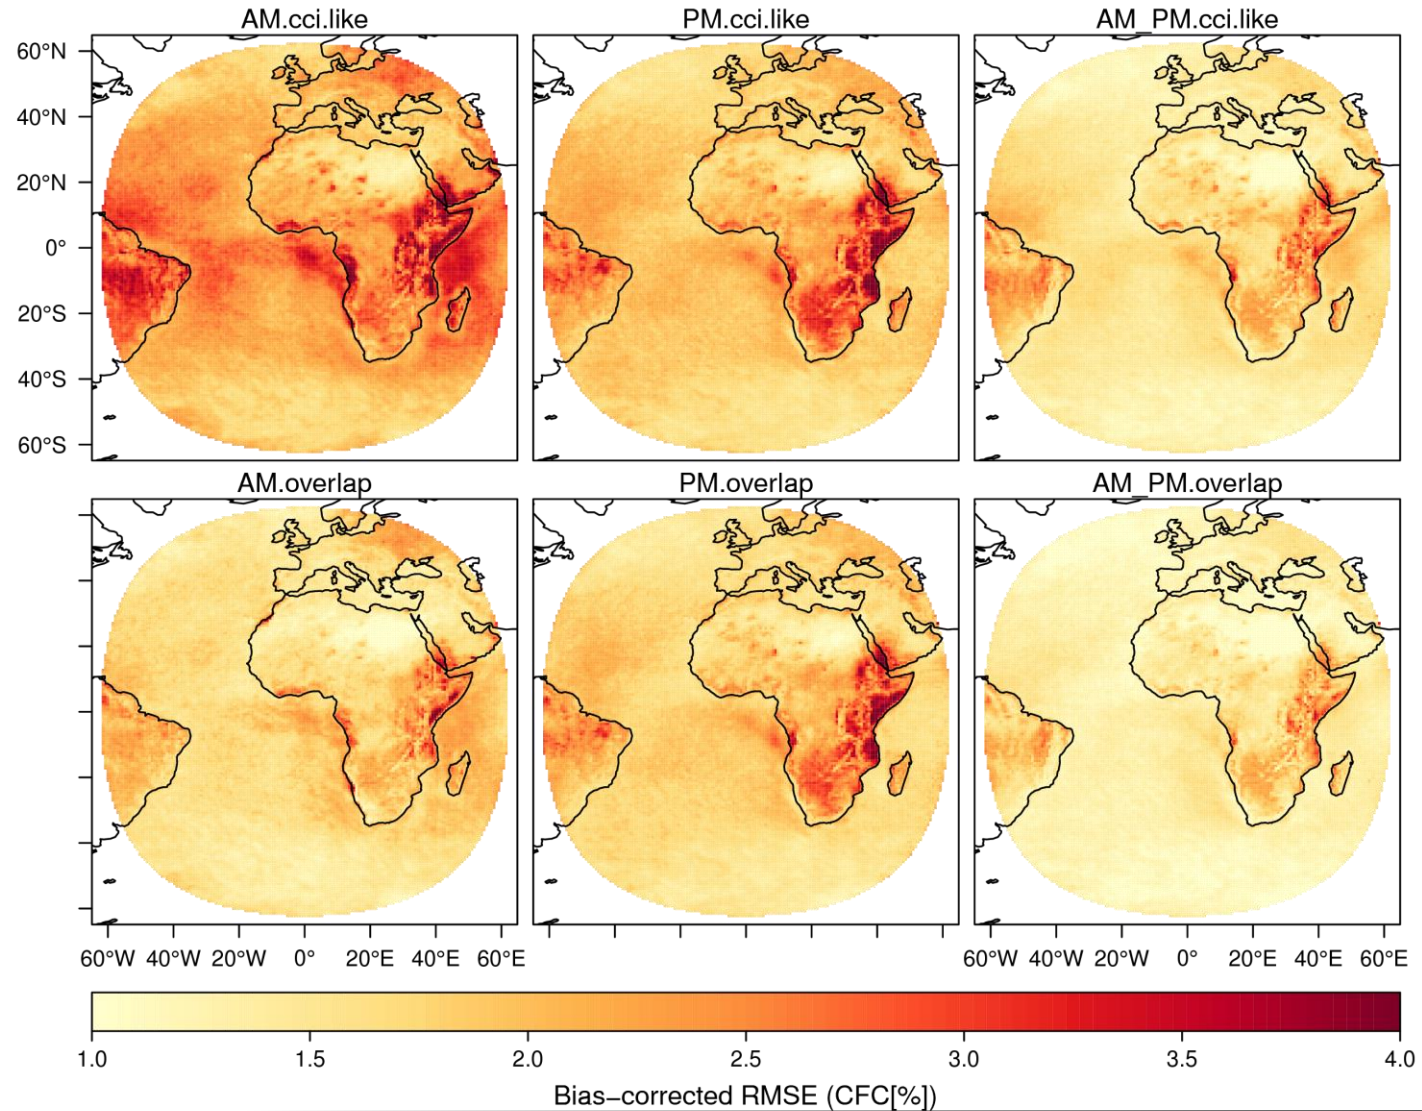 AM.cci.like PM.cci.like AM_PM.cci.like
60°N
40°N
20°N
0°
20°S
40°S
60°S
AM.overlap PM.overlap AM_PM.overlap
60°W 40°W 20°W 0° 20°E 40°E 60°E 60°W 40°W 20°W 0° 20°E 40°E 60°E
1.0 1.5 2.0 2.5 3.0 3.5 4.0
Bias−corrected RMSE (CFC[%])